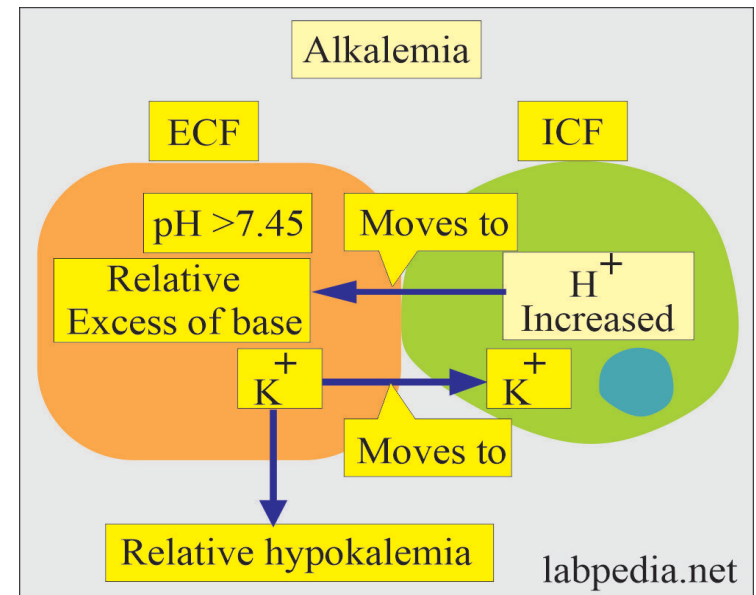 Alkalemia
ECF
ICF
pH >7.45
Moves to
Relative
Excess of base
H+
Increased
K+
K+
Moves to
Relative hypokalemia
labpedia.net